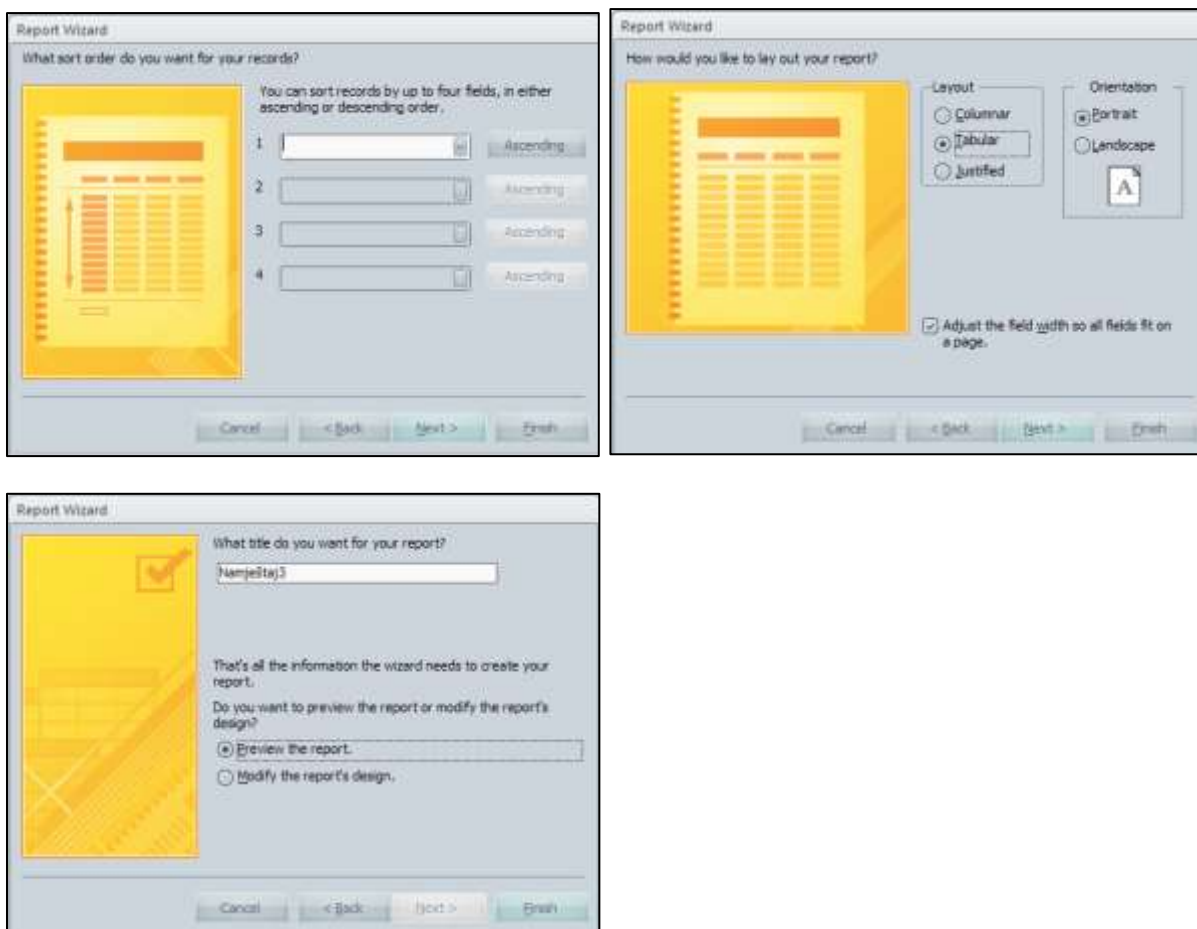 Report Wizard
What sort order do you want for your records?
You can sort records by up to four fields, in either
ascending or descending order.
1
Ascending
2
Ascending
3
Ascending
4
Ascending
Cancel
< Back
Next >
Finish
Report Wizard
How would you like to lay out your report?
Layout
Columnar
Tabular
Justified
Orientation
Portrait
Landscape
A
Adjust the field width so all fields fit on
a page.
Cancel
< Back
Next >
Finish
Report Wizard
What title do you want for your report?
Namještaj3
That's all the information the wizard needs to create your
report.
Do you want to preview the report or modify the report's
design?
Preview the report.
Modify the report's design.
Cancel
< Back
Next >
Finish